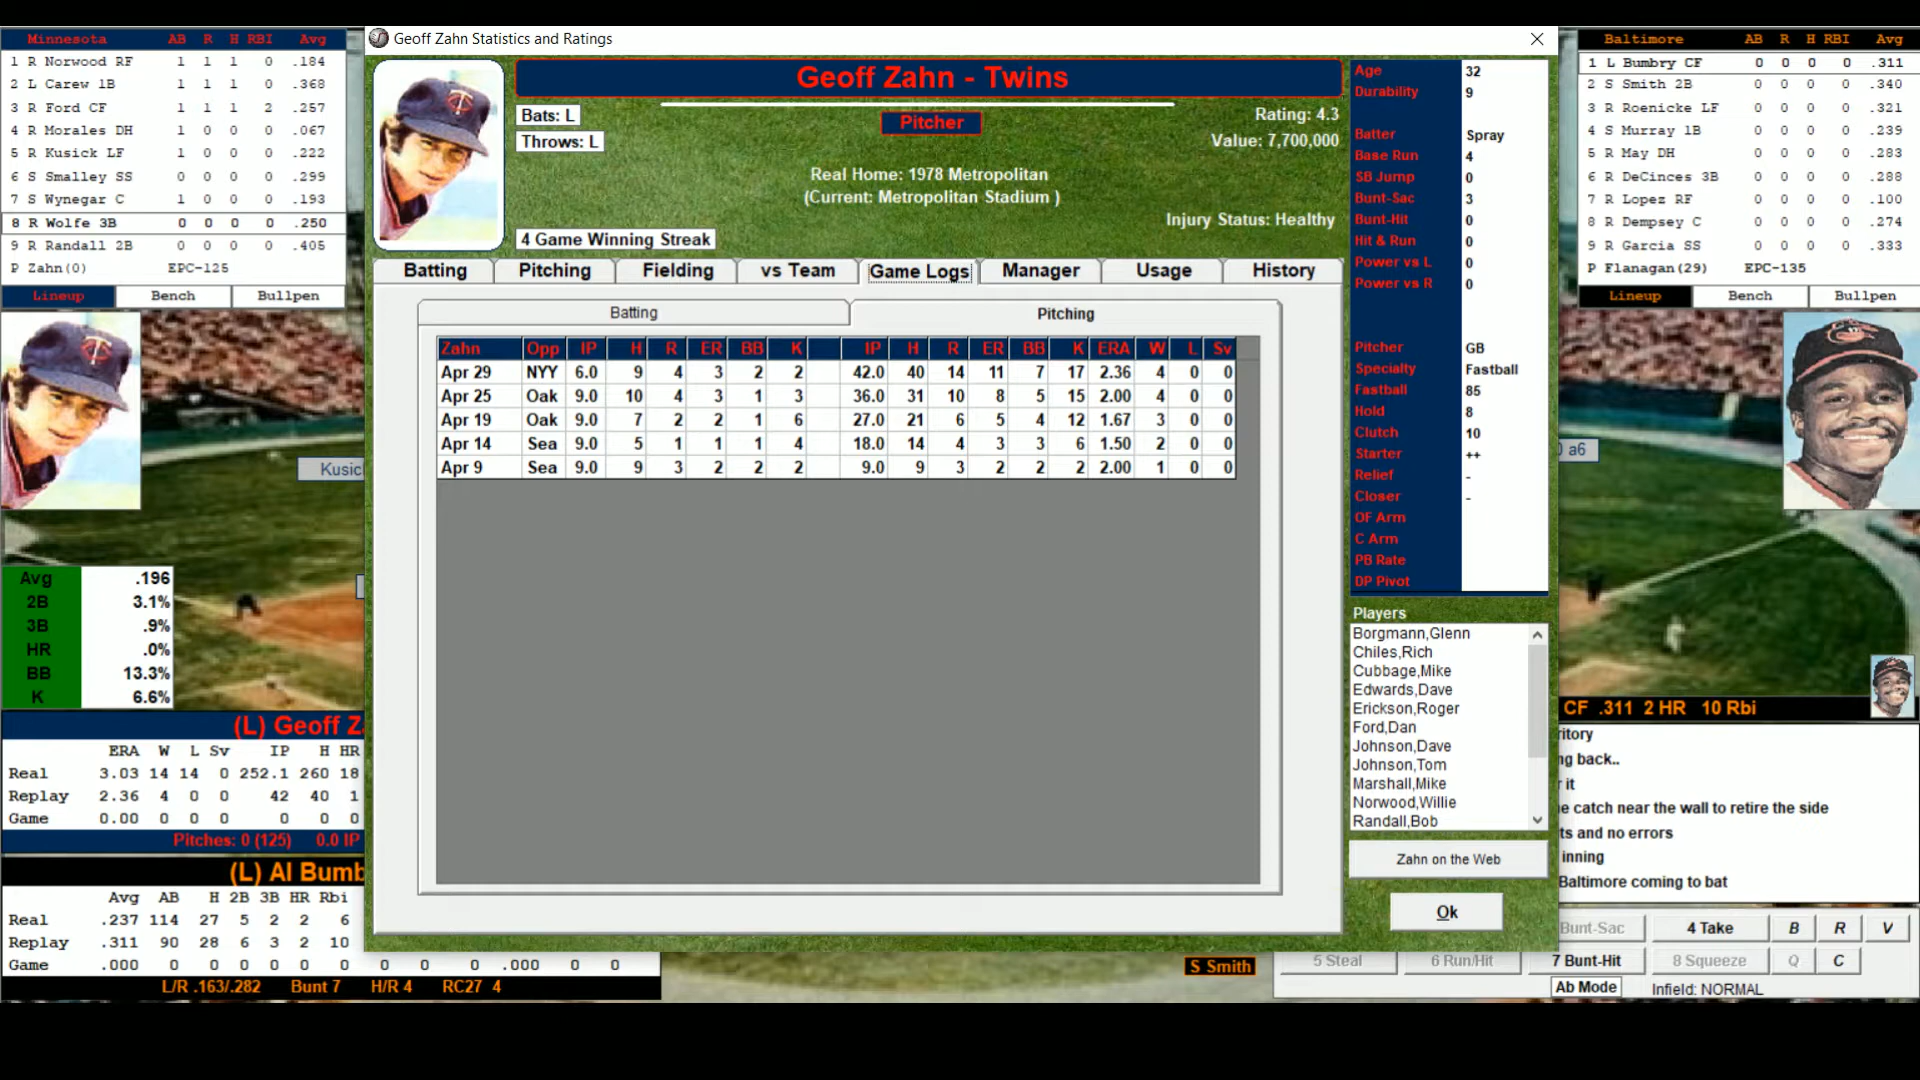 Geoff Zahn Statistics and Ratings
Minnesota AB R H RBI Avg
1 R Norwood RF 1 1 1 0 .184
2 L Carew 1B 1 1 1 0 .368
3 R Ford CF 1 1 1 2 .257
4 R Morales DH 1 0 0 0 .067
5 R Kusick LF 1 0 0 0 .222
6 S Smalley SS 0 0 0 0 .299
7 S Wynegar C 0 0 0 0 .193
8 R Wolfe 3B 0 0 0 0 .250
9 R Randall 2B 0 0 0 0 .405
P Zahn(0) EPC-125
Lineup Bench Bullpen
Geoff Zahn - Twins
Pitcher
Bats: L
Throws: L
Rating: 4.3
Value: 7,700,000
Real Home: 1978 Metropolitan
(Current: Metropolitan Stadium )
Injury Status: Healthy
4 Game Winning Streak
Batting Pitching Fielding vs Team Game Logs Manager Usage History
Batting Pitching
Zahn Opp IP H R ER BB K IP H R ER BB K ERA W L Sv
Apr 29 NYY 6.0 9 4 3 2 2 42.0 40 14 11 7 17 2.36 4 0 0
Apr 25 Oak 9.0 10 4 3 1 3 36.0 31 10 8 5 15 2.00 4 0 0
Apr 19 Oak 9.0 7 2 2 1 6 27.0 21 6 5 4 12 1.67 3 0 0
Apr 14 Sea 9.0 5 1 1 1 4 18.0 14 4 3 3 6 1.50 2 0 0
Apr 9 Sea 9.0 9 3 2 2 2 9.0 9 3 2 2 2 2.00 1 0 0
Age 32
Durability 9
Batter Spray
Base Run 4
SB Jump 0
Bunt-Sac 3
Bunt-Hit 0
Hit & Run 0
Power vs L 0
Power vs R 0
Pitcher GB
Specialty Fastball
Fastball 85
Hold 8
Clutch 10
Starter ++
Relief -
Closer -
OF Arm
C Arm
PB Rate
DP Pivot
Players
Borgmann,Glenn
Chiles,Rich
Cubbage,Mike
Edwards,Dave
Erickson,Roger
Ford,Dan
Johnson,Dave
Johnson,Tom
Marshall,Mike
Norwood,Willie
Randall,Bob
Zahn on the Web
Ok
Baltimore AB R H RBI Avg
1 L Bumbry CF 0 0 0 0 .311
2 S Smith 2B 0 0 0 0 .340
3 R Roenicke LF 0 0 0 0 .321
4 S Murray 1B 0 0 0 0 .239
5 R May DH 0 0 0 0 .283
6 R DeCinces 3B 0 0 0 0 .288
7 R Lopez RF 0 0 0 0 .100
8 R Dempsey C 0 0 0 0 .274
9 R Garcia SS 0 0 0 0 .333
P Flanagan(29) EPC-135
Lineup Bench Bullpen
Kusic
a6
Avg .196
2B 3.1%
3B .9%
HR .0%
BB 13.3%
K 6.6%
(L) Geoff Z
ERA W L Sv IP H HR
Real 3.03 14 14 0 252.1 260 18
Replay 2.36 4 0 0 42 40 1
Game 0.00 0 0 0 0 0 0
Pitches: 0 (125) 0.0 IP
(L) Al Bumb
Avg AB H 2B 3B HR Rbi
Real .237 114 27 5 2 2 6
Replay .311 90 28 6 3 2 10
Game .000 0 0 0 0 0 0 0 0 0 .000 0 0
L/R .163/.282 Bunt 7 H/R 4 RC27 4
CF .311 2 HR 10 Rbi
ritory
ng back..
r it
e catch near the wall to retire the side
ts and no errors
inning
Baltimore coming to bat
S Smith
Bunt-Sac 4 Take B R V
5 Steal 6 Run/Hit 7 Bunt-Hit 8 Squeeze Q C
Ab Mode Infield: NORMAL